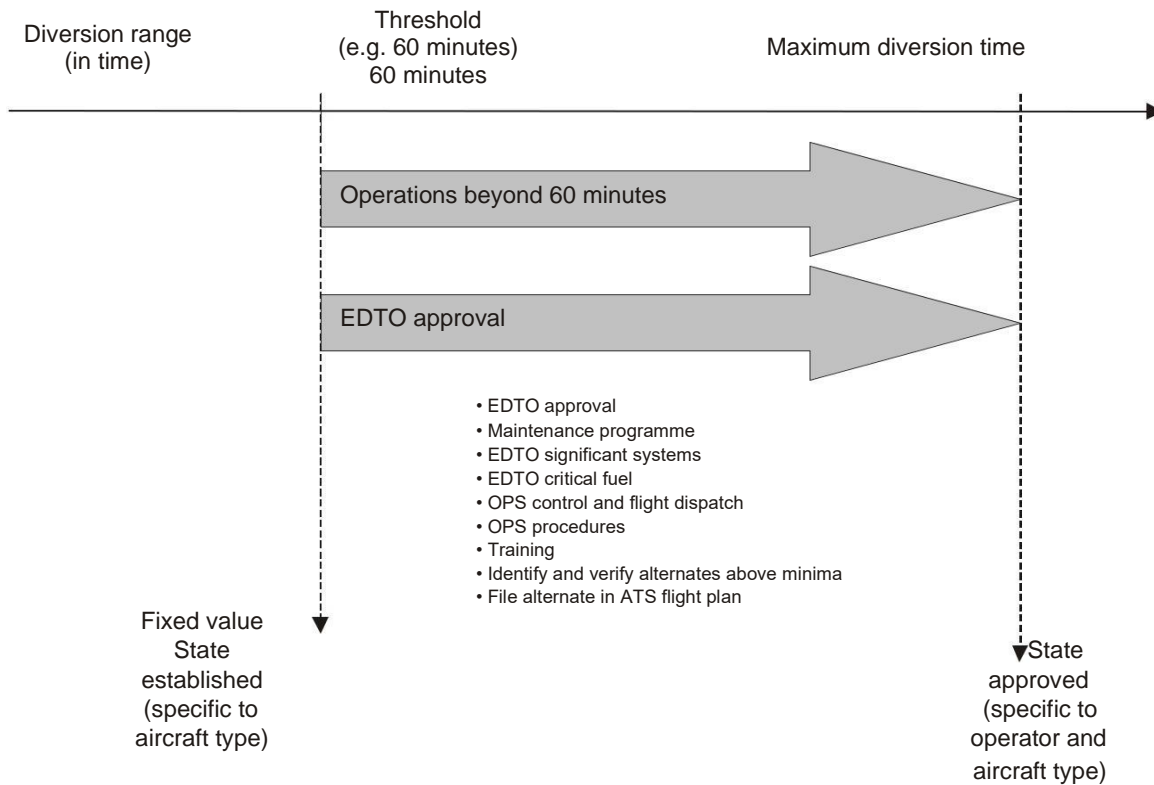 Diversion range
(in time)
Threshold
(e.g. 60 minutes)
60 minutes
Maximum diversion time
Operations beyond 60 minutes
EDTO approval
• EDTO approval
• Maintenance programme
• EDTO significant systems
• EDTO critical fuel
• OPS control and flight dispatch
• OPS procedures
• Training
• Identify and verify alternates above minima
• File alternate in ATS flight plan
Fixed value
State
established
(specific to
aircraft type)
State
approved
(specific to
operator and
aircraft type)